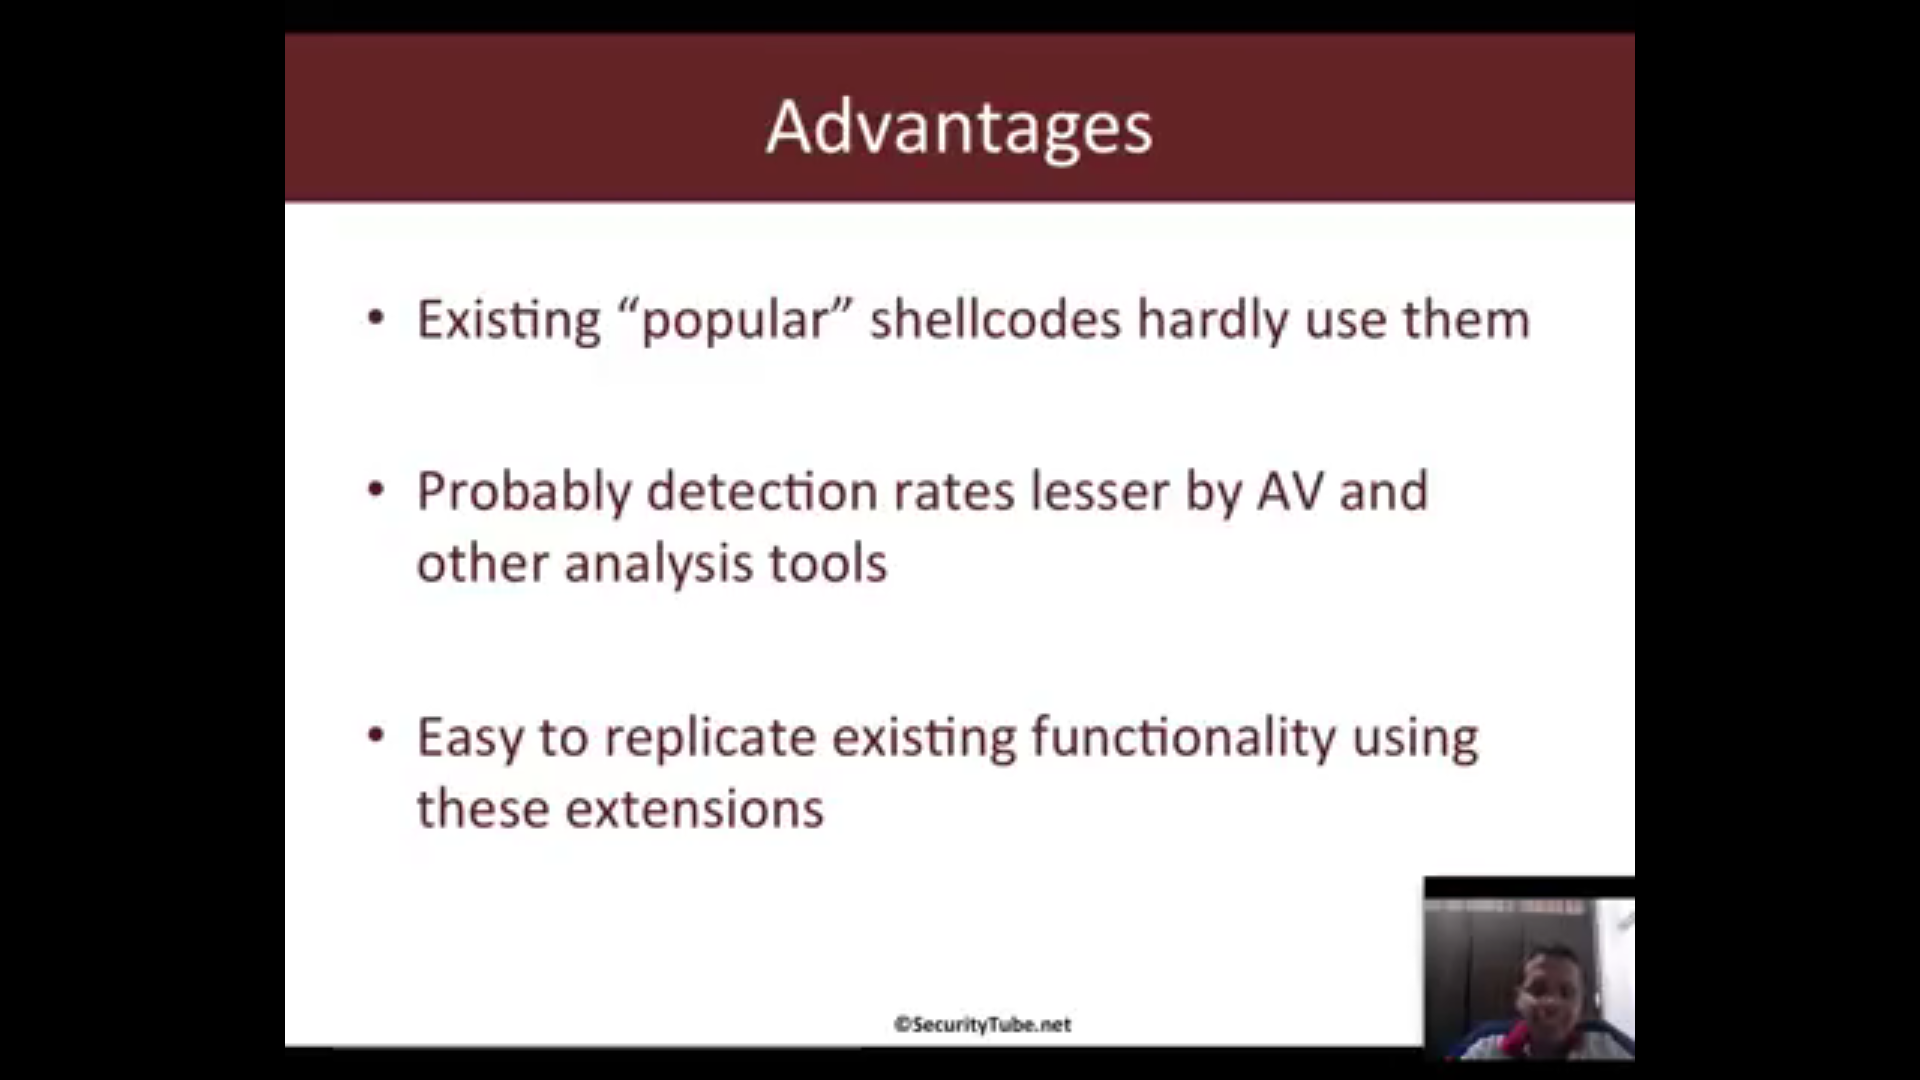 Advantages
• Existing “popular” shellcodes hardly use them
• Probably detection rates lesser by AV and
other analysis tools
• Easy to replicate existing functionality using
these extensions
©SecurityTube.net